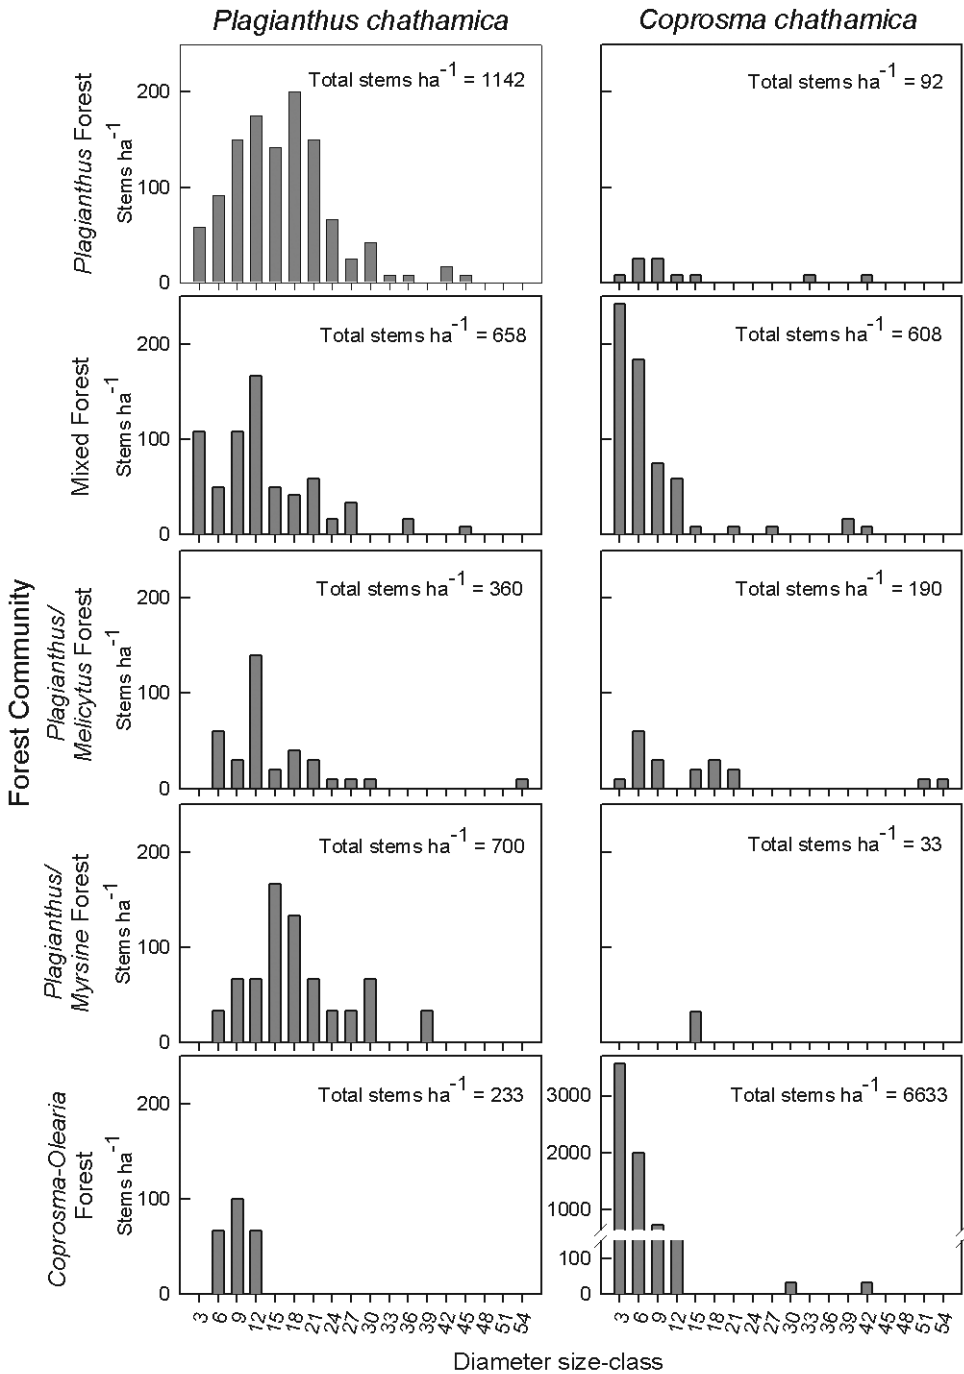 Plagianthus chathamica
Coprosma chathamica
Forest Community
Plagianthus Forest
Stems ha-1
200
100
0
Total stems ha-1 = 1142
Total stems ha-1 = 92
Mixed Forest
Stems ha-1
200
100
0
Total stems ha-1 = 658
Total stems ha-1 = 608
Plagianthus/
Melicytus Forest
Stems ha-1
200
100
0
Total stems ha-1 = 360
Total stems ha-1 = 190
Plagianthus/
Myrsine Forest
Stems ha-1
200
100
0
Total stems ha-1 = 700
Total stems ha-1 = 33
Coprosma-Olearia
Forest
Stems ha-1
200
100
0
Total stems ha-1 = 233
3000
2000
1000
100
0
Total stems ha-1 = 6633
3 6 9 12 15 18 21 24 27 30 33 36 39 42 45 48 51 54
3 6 9 12 15 18 21 24 27 30 33 36 39 42 45 48 51 54
Diameter size-class